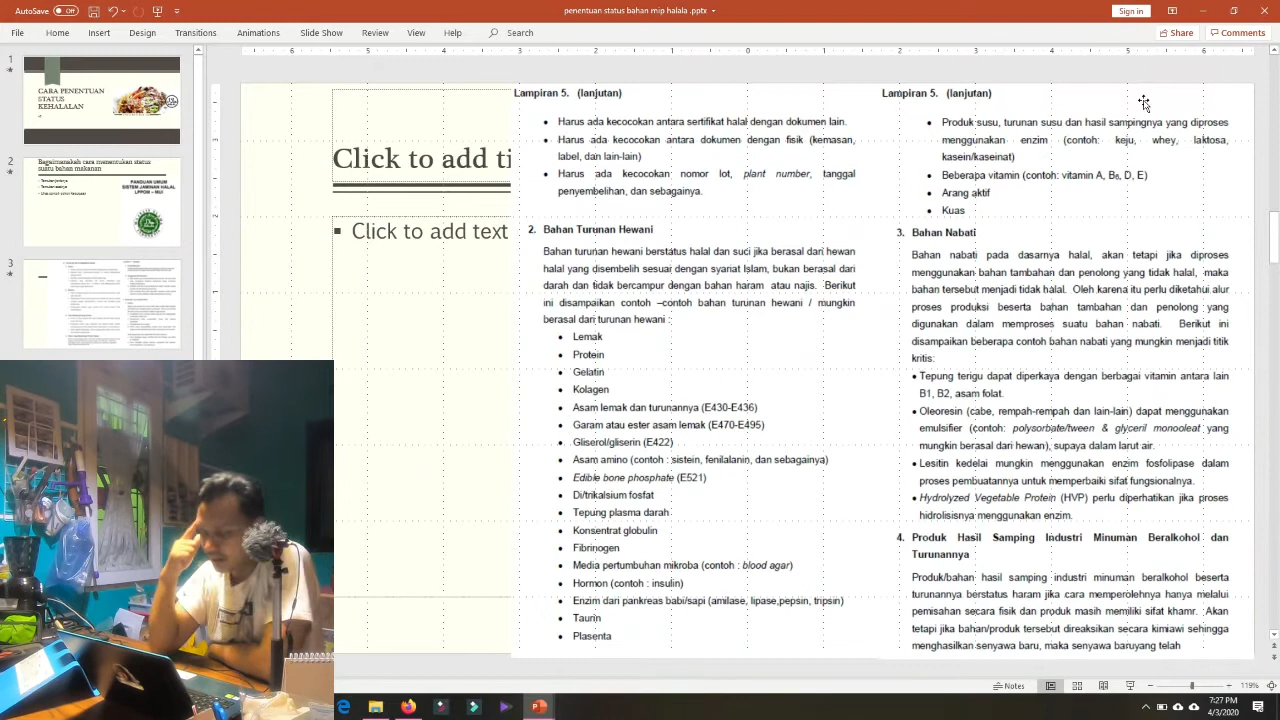 AutoSave Off
penentuan status bahan mip halala .pptx
Sign in
File Home Insert Design Transitions Animations Slide Show Review View Help Search
Share Comments
CARA PENENTUAN
STATUS
KEHALALAN
Bagaimanakah cara menentukan status
suatu bahan makanan
PANDUAN UMUM
SISTEM JAMINAN HALAL
LPPOM - MUI
Click to add ti
Click to add text
Lampiran 5. (lanjutan)
• Harus ada kecocokan antara sertifikat halal dengan dokumen lain.
• Harus ada kecocokan antara dokumen dengan fisik (kemasan,
label, dan lain-lain)
• Harus ada kecocokan nomor lot, plant number, tanggal
penyembelihan, dan sebagainya.
2. Bahan Turunan Hewani
Bahan turunan hewani berstatus halal dan suci jika berasal dari hewan
halal yang disembelih sesuai dengan syariat Islam, bukan berasal dari
darah dan tidak bercampur dengan bahan haram atau najis. Berikut
ini disampaikan contoh –contoh bahan turunan hewani / mungkin
berasal dari turunan hewani :
• Lemak
• Protein
• Gelatin
• Kolagen
• Asam lemak dan turunannya (E430-E436)
• Garam atau ester asam lemak (E470-E495)
• Gliserol/gliserin (E422)
• Asam amino (contoh : sistein, fenilalanin, dan sebagainya)
• Edible bone phosphate (E521)
• Di/trikalsium fosfat
• Tepung plasma darah
• Konsentrat globulin
• Fibrinogen
• Media pertumbuhan mikroba (contoh : blood agar)
• Hormon (contoh : insulin)
• Enzim dari pankreas babi/sapi (amilase, lipase,pepsin, tripsin)
• Taurin
• Plasenta
Lampiran 5. (lanjutan)
• Produk susu, turunan susu dan hasil sampingnya yang diproses
menggunakan enzim (contoh: keju, whey, laktosa,
kasein/kaseinat)
• Beberapa vitamin (contoh: vitamin A, B6, D, E)
• Arang aktif
• Kuas
3. Bahan Nabati
Bahan nabati pada dasarnya halal, akan tetapi jika diproses
menggunakan bahan tambahan dan penolong yang tidak halal, maka
bahan tersebut menjadi tidak halal. Oleh karena itu perlu diketahui alur
proses produksi beserta bahan tambahan dan penolong yang
digunakan dalam memproses suatu bahan nabati. Berikut ini
disampaikan beberapa contoh bahan nabati yang mungkin menjadi titik
kritis:
• Tepung terigu dapat diperkaya dengan berbagai vitamin antara lain
B1, B2, asam folat.
• Oleoresin (cabe, rempah-rempah dan lain-lain) dapat menggunakan
emulsifier (contoh: polysorbate/tween & glyceril monooleat yang
mungkin berasal dari hewan), supaya dalam larut air.
• Lesitin kedelai mungkin menggunakan enzim fosfolipase dalam
proses pembuatannya untuk memperbaiki sifat fungsionalnya.
• Hydrolyzed Vegetable Protein (HVP) perlu diperhatikan jika proses
hidrolisisnya menggunakan enzim.
4. Produk Hasil Samping Industri Minuman Beralkohol dan
Turunannya
Produk/bahan hasil samping industri minuman beralkohol beserta
turunannya berstatus haram jika cara memperolehnya hanya melalui
pemisahan secara fisik dan produk masih memiliki sifat khamr. Akan
tetapi jika bahan/produk tersebut direaksikan secara kimiawi sehingga
menghasilkan senyawa baru, maka senyawa baruyang telah
Notes
119%
7:27 PM
4/3/2020